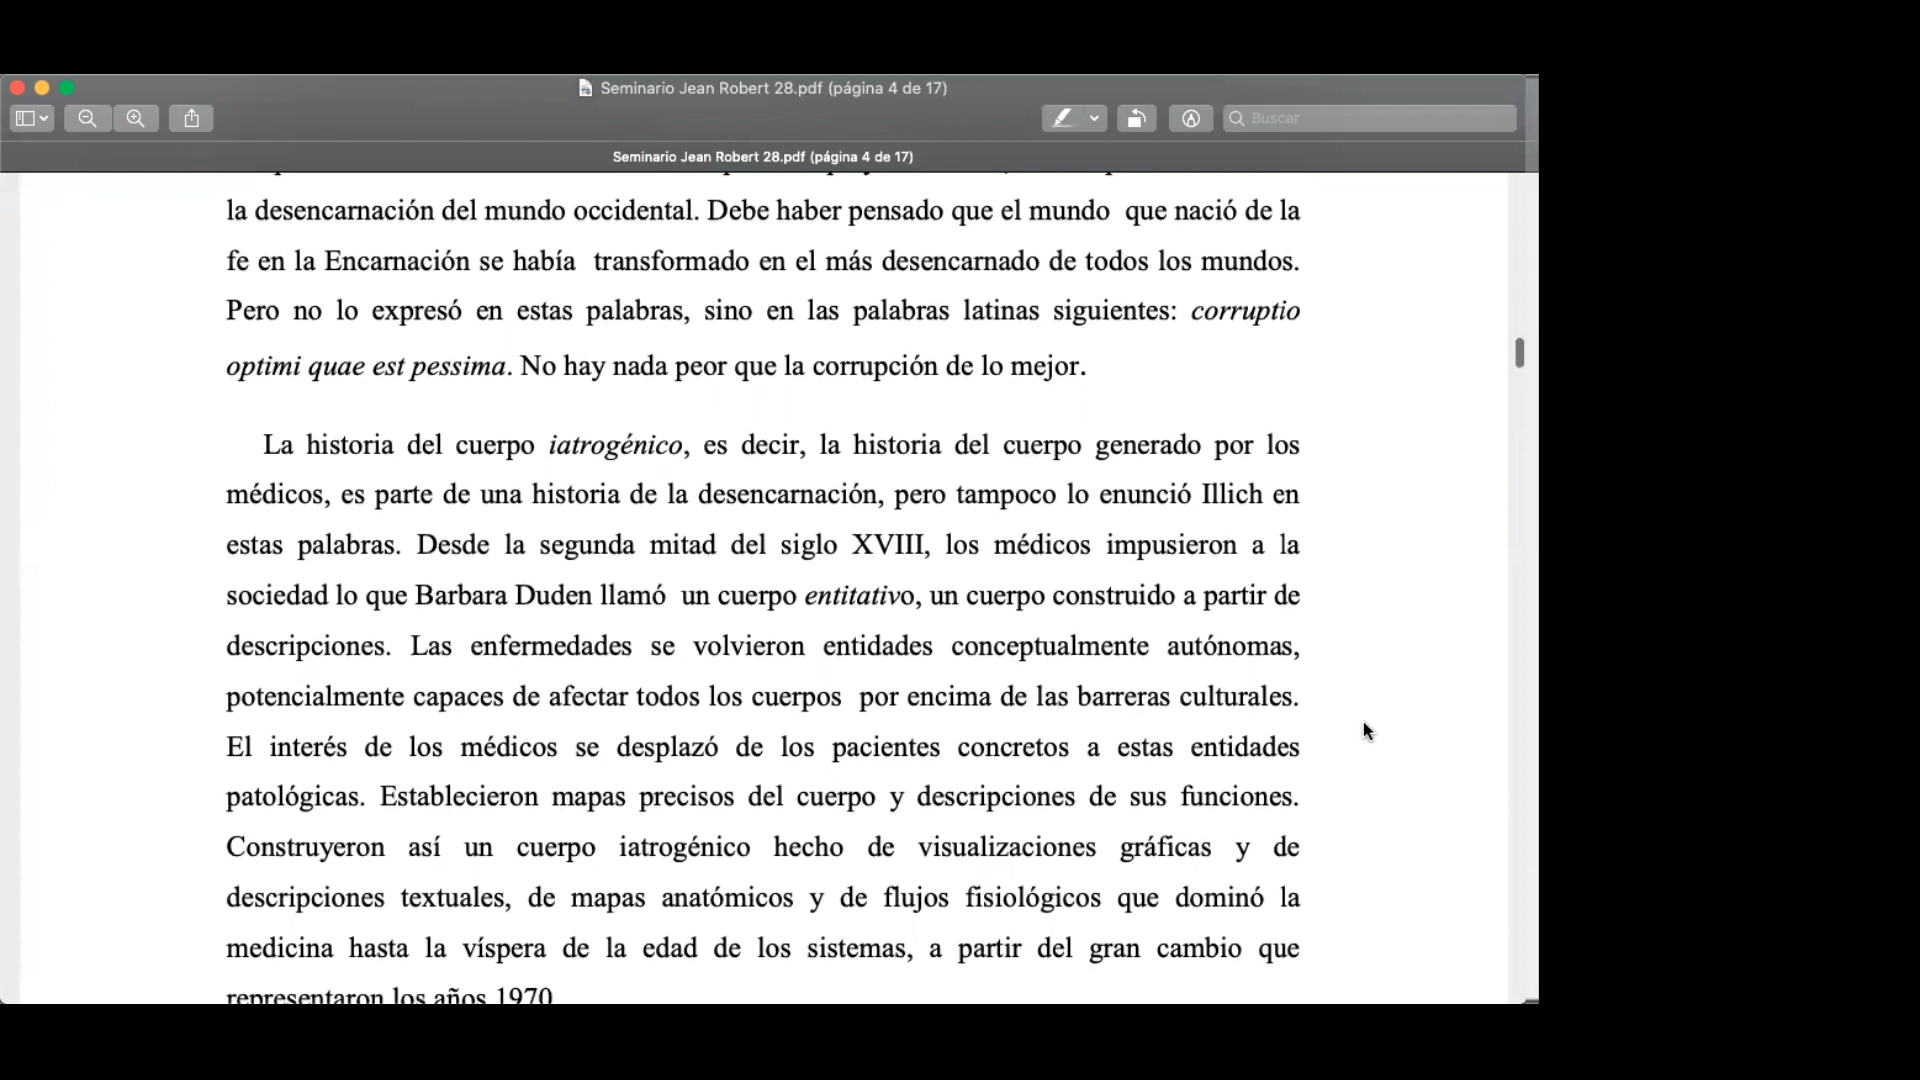 Seminario Jean Robert 28.pdf (página 4 de 17)
Buscar
Seminario Jean Robert 28.pdf (página 4 de 17)
la desencarnación del mundo occidental. Debe haber pensado que el mundo que nació de la
fe en la Encarnación se había transformado en el más desencarnado de todos los mundos.
Pero no lo expresó en estas palabras, sino en las palabras latinas siguientes: corruptio
optimi quae est pessima. No hay nada peor que la corrupción de lo mejor.
La historia del cuerpo iatrogénico, es decir, la historia del cuerpo generado por los
médicos, es parte de una historia de la desencarnación, pero tampoco lo enunció Illich en
estas palabras. Desde la segunda mitad del siglo XVIII, los médicos impusieron a la
sociedad lo que Barbara Duden llamó un cuerpo entitativo, un cuerpo construido a partir de
descripciones. Las enfermedades se volvieron entidades conceptualmente autónomas,
potencialmente capaces de afectar todos los cuerpos por encima de las barreras culturales.
El interés de los médicos se desplazó de los pacientes concretos a estas entidades
patológicas. Establecieron mapas precisos del cuerpo y descripciones de sus funciones.
Construyeron así un cuerpo iatrogénico hecho de visualizaciones gráficas y de
descripciones textuales, de mapas anatómicos y de flujos fisiológicos que dominó la
medicina hasta la víspera de la edad de los sistemas, a partir del gran cambio que
representaron los años 1970